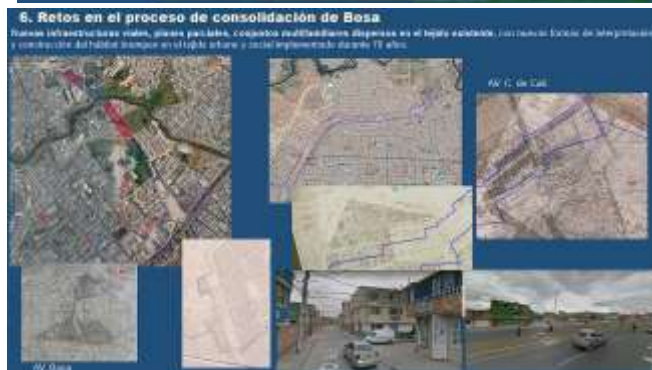 6. Retos en el proceso de consolidación de Bosa
Nuevas infraestructuras viales, planes parciales, conjuntos multifamiliares dispersos en el tejido existente, con nuevas formas de interpretación
y construcción del hábitat irrumpen en el tejido urbano y social implementado durante 70 años.
AV. C. de Cali
AV. Bosa